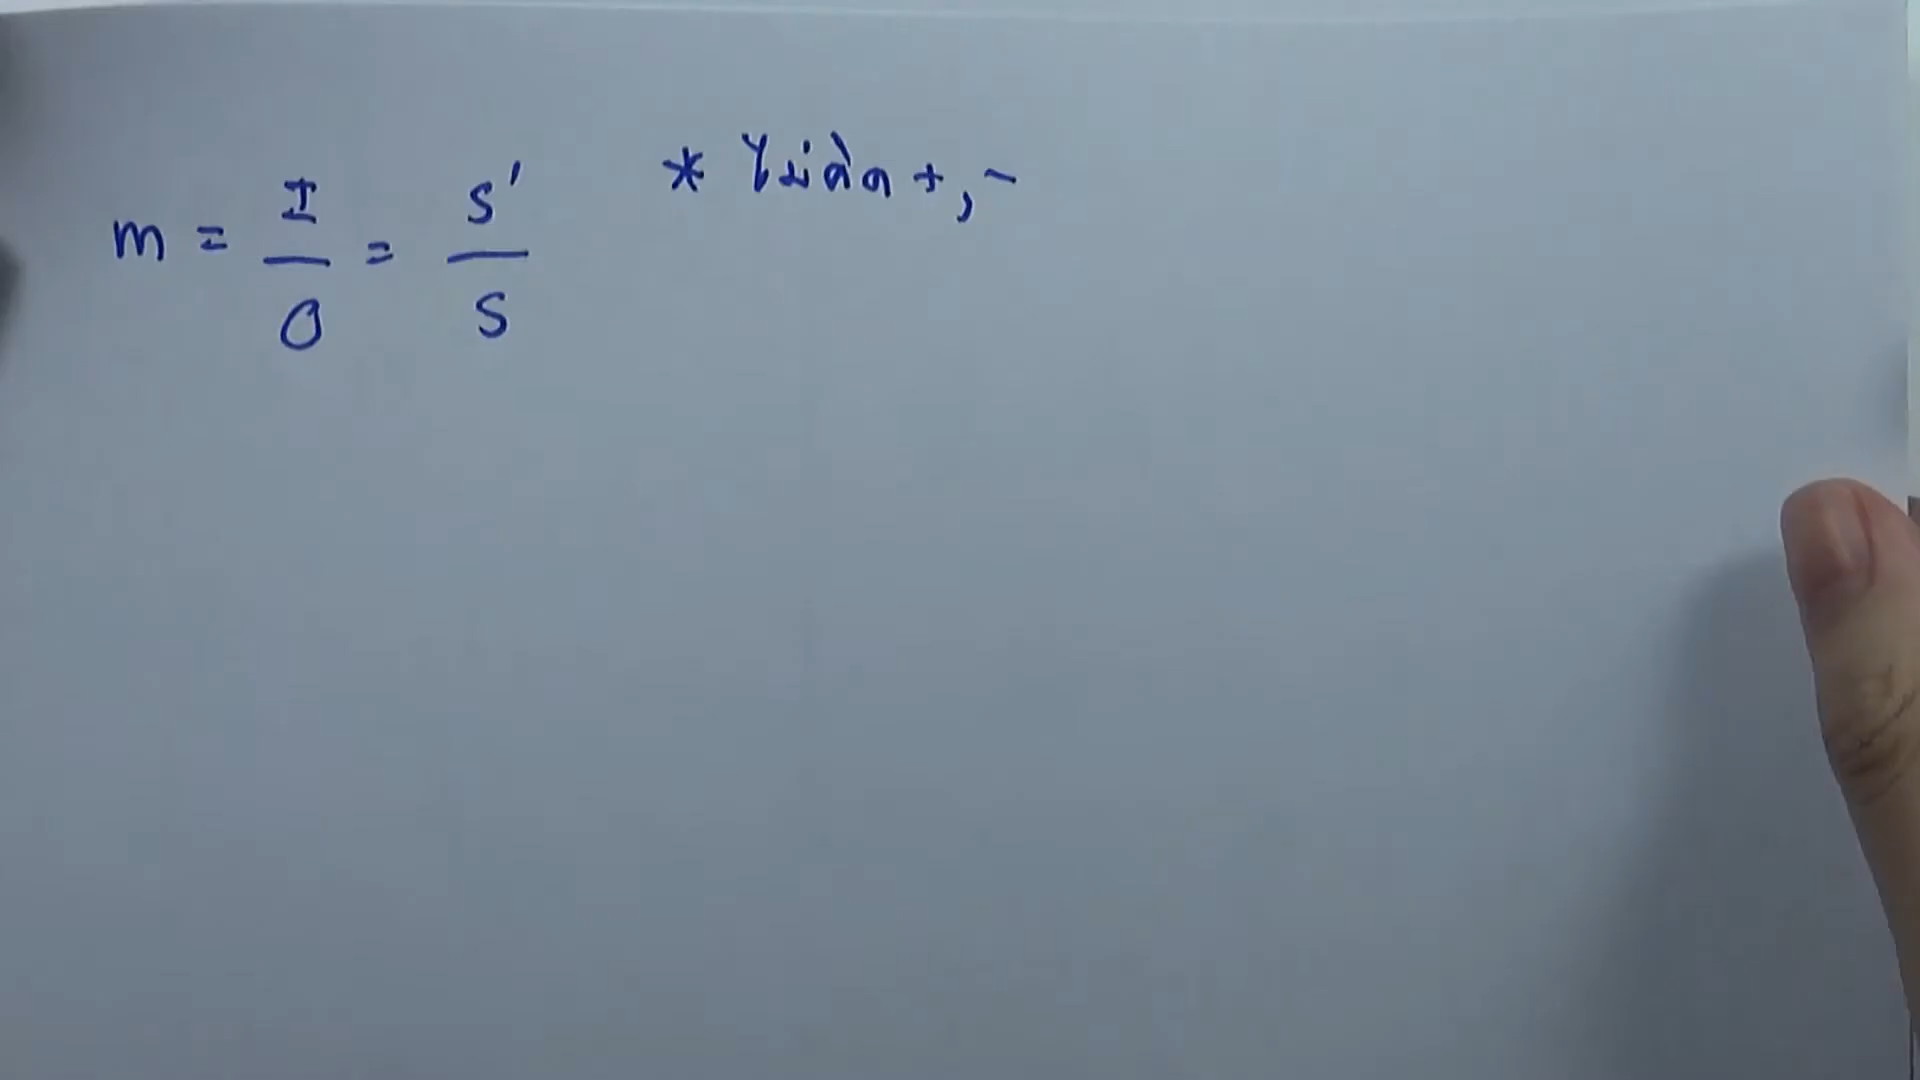 m = I/O = s'/s * ไม่คิด +, -